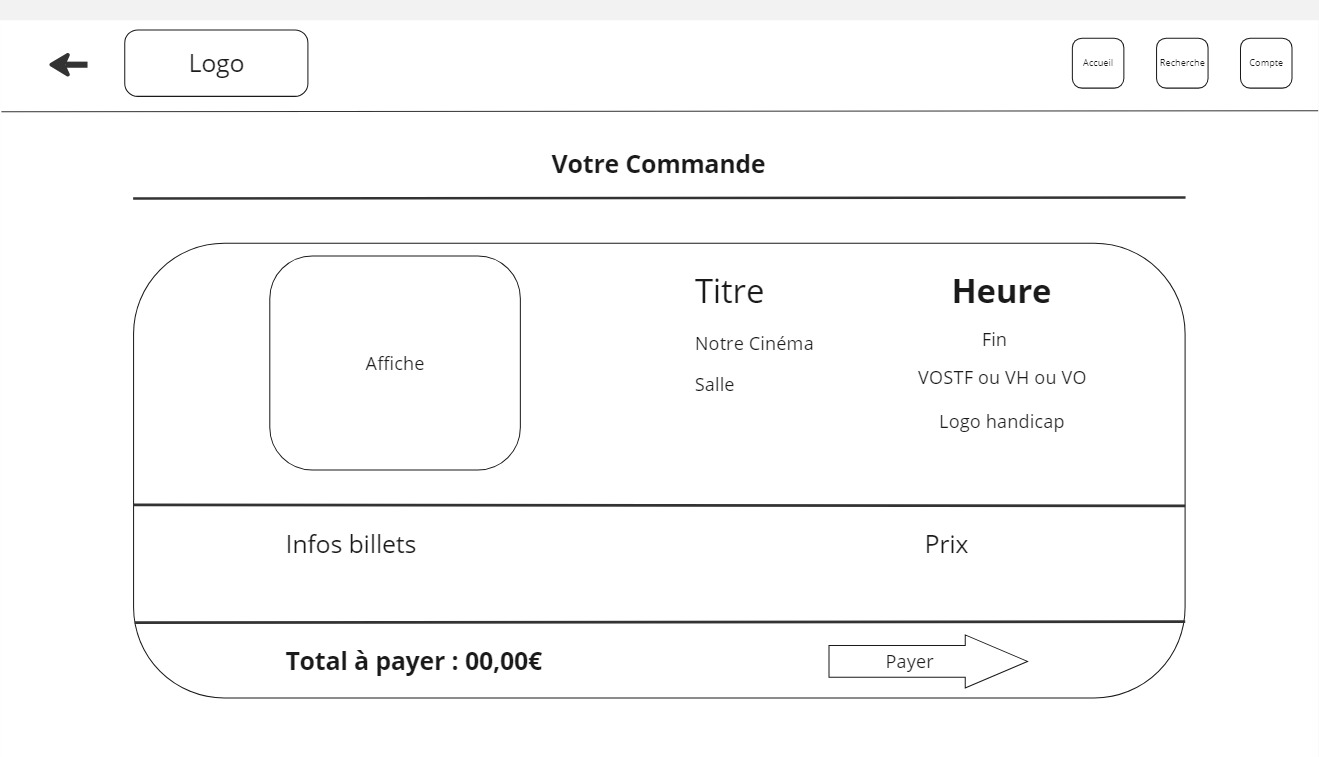 Logo
Accueil
Recherche
Compte
Votre Commande
Affiche
Titre
Notre Cinéma
Salle
Heure
Fin
VOSTF ou VH ou VO
Logo handicap
Infos billets
Prix
Total à payer : 00,00€
Payer